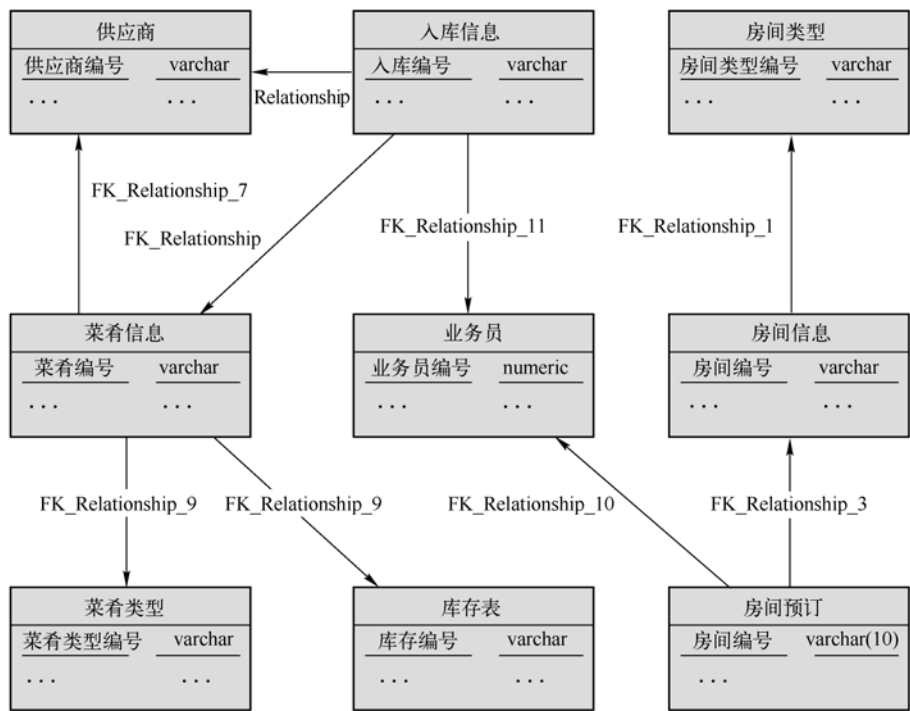 供应商
供应商编号 varchar
... ...
入库信息
入库编号 varchar
... ...
房间类型
房间类型编号 varchar
... ...
Relationship
FK_Relationship_7
FK_Relationship
FK_Relationship_11
FK_Relationship_1
菜肴信息
菜肴编号 varchar
... ...
业务员
业务员编号 numeric
... ...
房间信息
房间编号 varchar
... ...
FK_Relationship_9
FK_Relationship_9
FK_Relationship_10
FK_Relationship_3
菜肴类型
菜肴类型编号 varchar
... ...
库存表
库存编号 varchar
... ...
房间预订
房间编号 varchar(10)
...